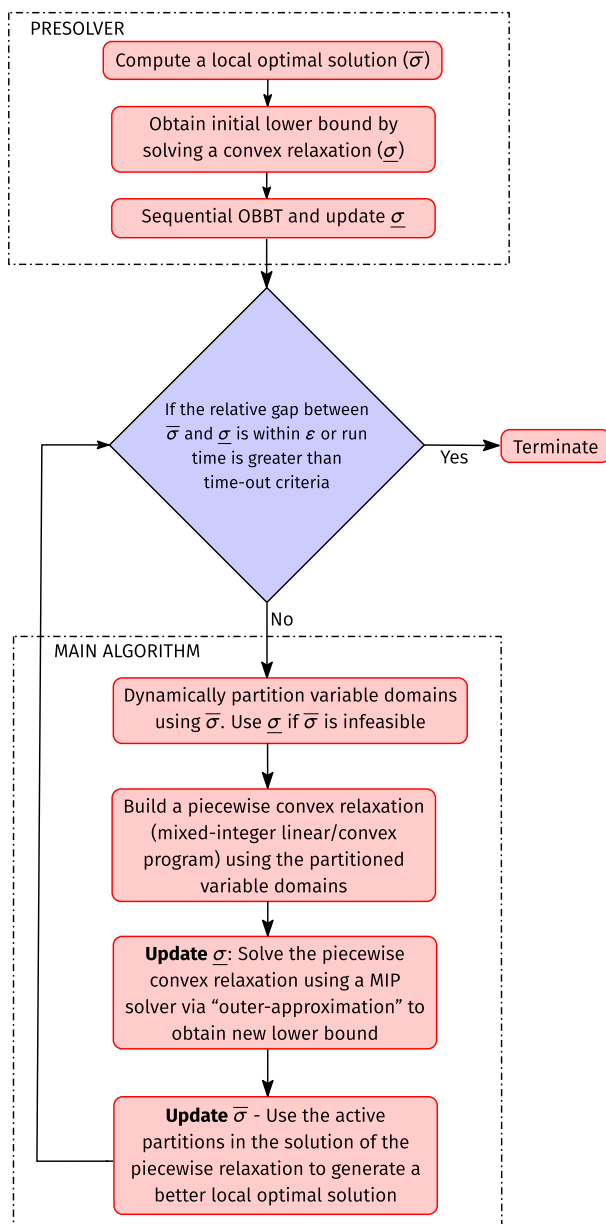 PRESOLVER
Compute a local optimal solution (σ̅)
Obtain initial lower bound by
solving a convex relaxation (σ̲)
Sequential OBBT and update σ̲
If the relative gap between
σ̅ and σ̲ is within ε or run
time is greater than
time-out criteria
Yes
Terminate
No
MAIN ALGORITHM
Dynamically partition variable domains
using σ̅. Use σ̲ if σ̅ is infeasible
Build a piecewise convex relaxation
(mixed-integer linear/convex
program) using the partitioned
variable domains
Update σ̲: Solve the piecewise
convex relaxation using a MIP
solver via “outer-approximation” to
obtain new lower bound
Update σ̅ - Use the active
partitions in the solution of the
piecewise relaxation to generate a
better local optimal solution